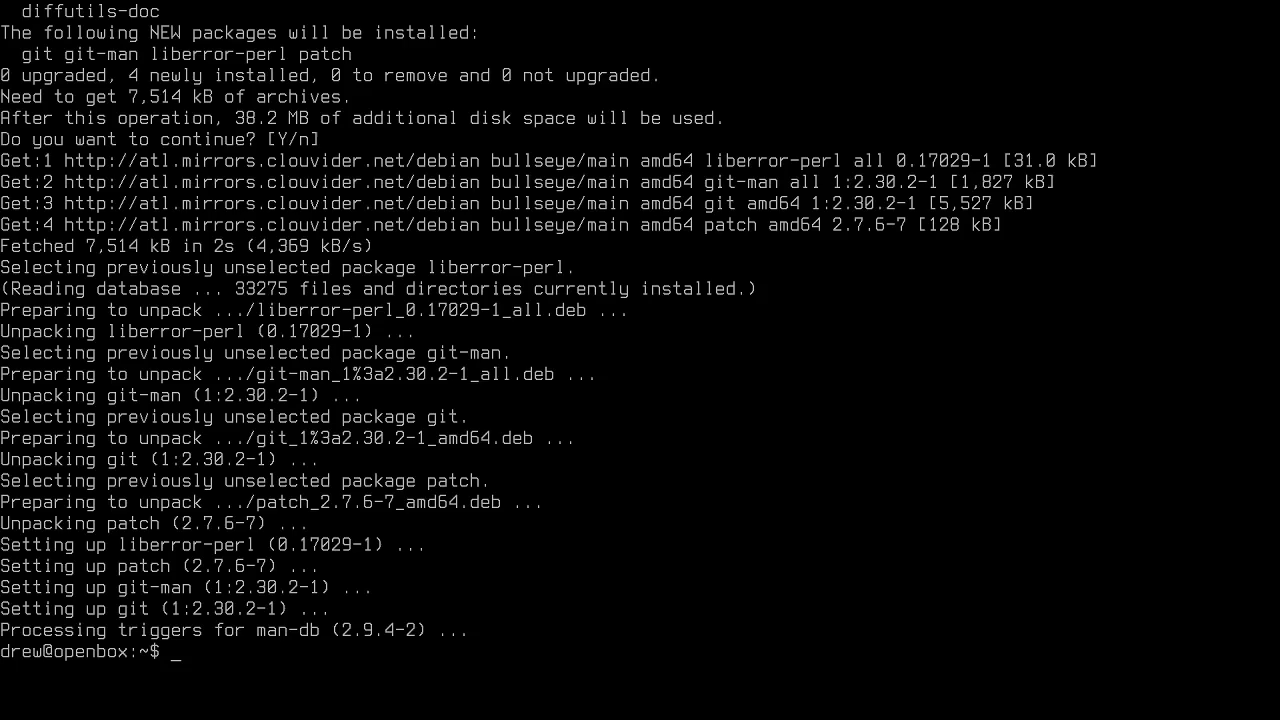 diffutils-doc
The following NEW packages will be installed:
  git git-man liberror-perl patch
0 upgraded, 4 newly installed, 0 to remove and 0 not upgraded.
Need to get 7,514 kB of archives.
After this operation, 38.2 MB of additional disk space will be used.
Do you want to continue? [Y/n]
Get:1 http://atl.mirrors.clouvider.net/debian bullseye/main amd64 liberror-perl all 0.17029-1 [31.0 kB]
Get:2 http://atl.mirrors.clouvider.net/debian bullseye/main amd64 git-man all 1:2.30.2-1 [1,827 kB]
Get:3 http://atl.mirrors.clouvider.net/debian bullseye/main amd64 git amd64 1:2.30.2-1 [5,527 kB]
Get:4 http://atl.mirrors.clouvider.net/debian bullseye/main amd64 patch amd64 2.7.6-7 [128 kB]
Fetched 7,514 kB in 2s (4,369 kB/s)
Selecting previously unselected package liberror-perl.
(Reading database ... 33275 files and directories currently installed.)
Preparing to unpack .../liberror-perl_0.17029-1_all.deb ...
Unpacking liberror-perl (0.17029-1) ...
Selecting previously unselected package git-man.
Preparing to unpack .../git-man_1%3a2.30.2-1_all.deb ...
Unpacking git-man (1:2.30.2-1) ...
Selecting previously unselected package git.
Preparing to unpack .../git_1%3a2.30.2-1_amd64.deb ...
Unpacking git (1:2.30.2-1) ...
Selecting previously unselected package patch.
Preparing to unpack .../patch_2.7.6-7_amd64.deb ...
Unpacking patch (2.7.6-7) ...
Setting up liberror-perl (0.17029-1) ...
Setting up patch (2.7.6-7) ...
Setting up git-man (1:2.30.2-1) ...
Setting up git (1:2.30.2-1) ...
Processing triggers for man-db (2.9.4-2) ...
drew@openbox:~$ _